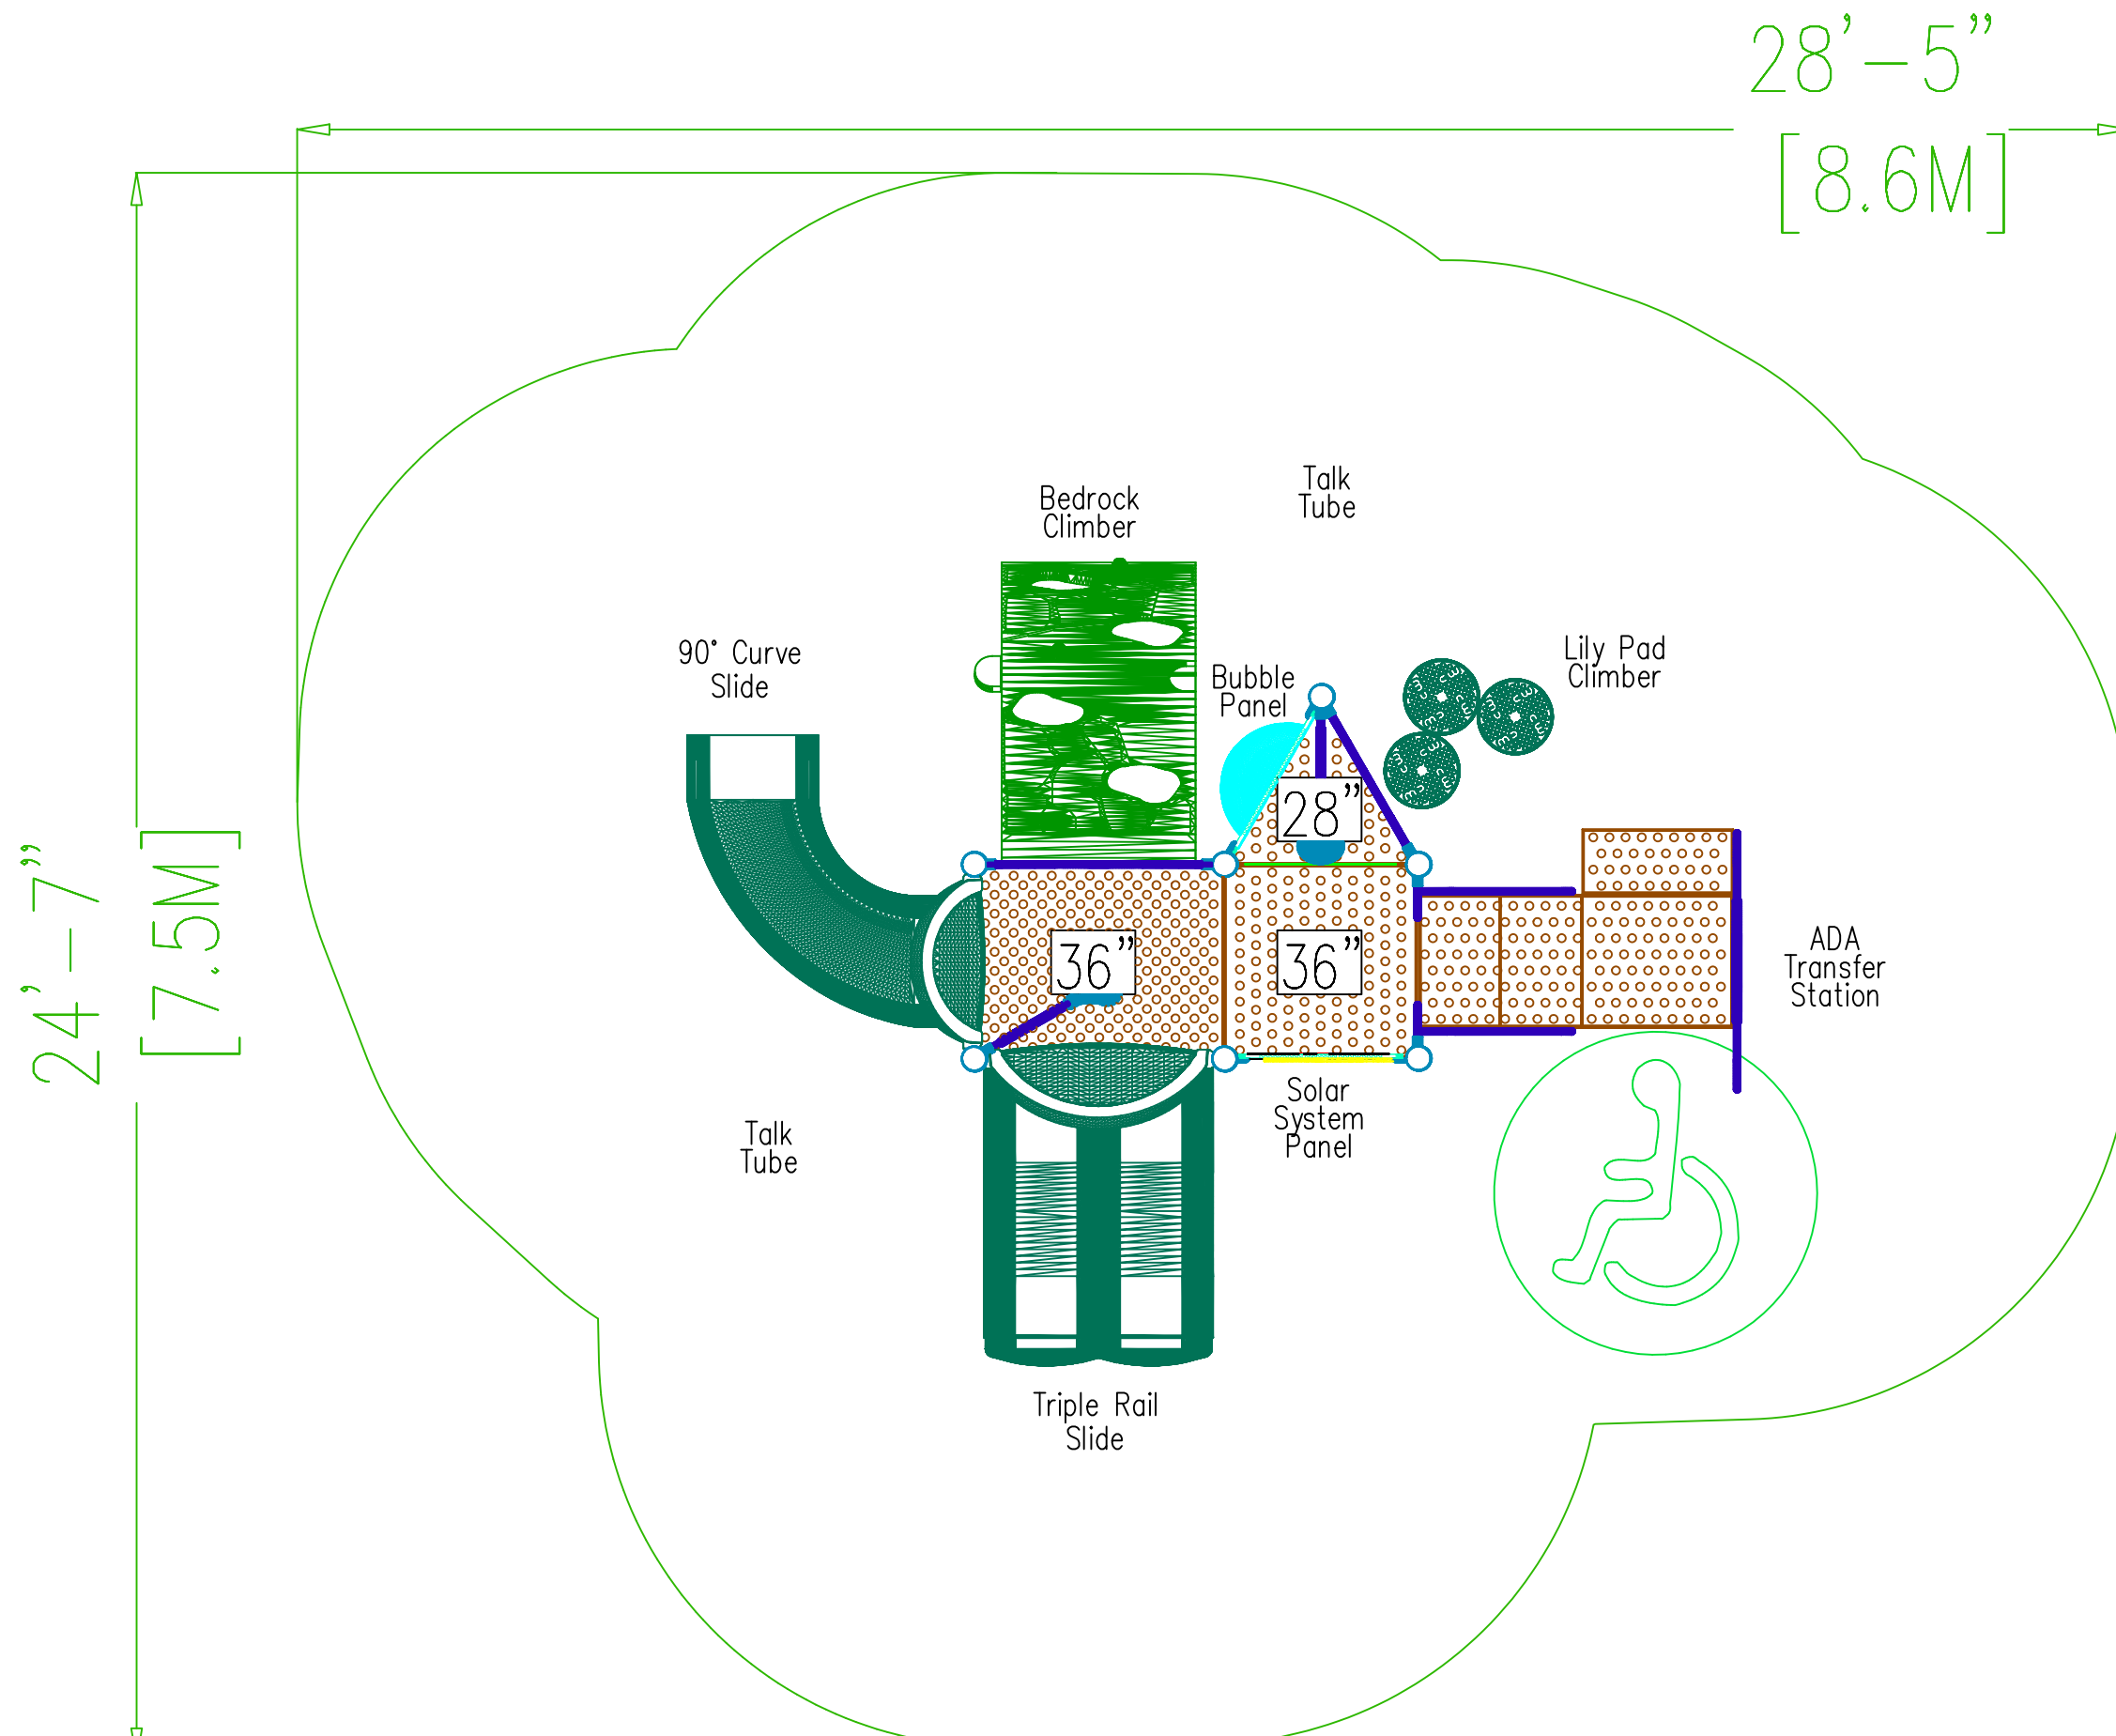 28'-5"
[8.6M]
Talk
Tube
Bedrock
Climber
90° Curve
Slide
Lily Pad
Climber
Bubble
Panel
28"
24'-7"
[7.5M]
36"
36"
ADA
Transfer
Station
Solar
System
Panel
Talk
Tube
Triple Rail
Slide